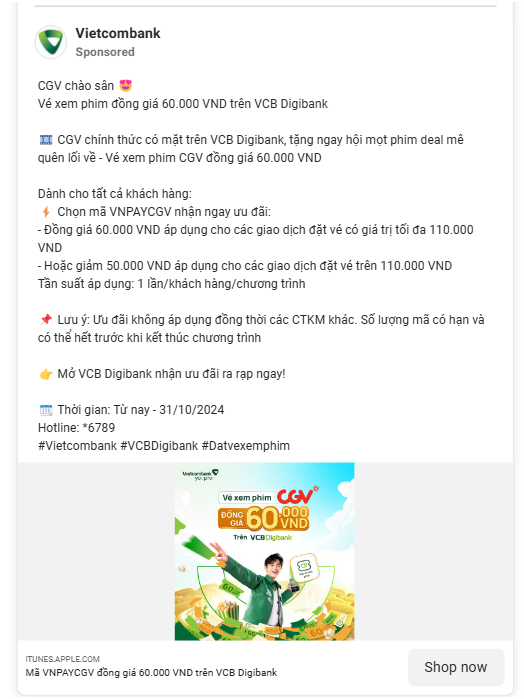 Vietcombank
Sponsored
CGV chào sân 😍
Vé xem phim đồng giá 60.000 VND trên VCB Digibank
🎞️ CGV chính thức có mặt trên VCB Digibank, tặng ngay hội mọt phim deal mê
quên lối về - Vé xem phim CGV đồng giá 60.000 VND
Dành cho tất cả khách hàng:
⚡ Chọn mã VNPAYCGV nhận ngay ưu đãi:
- Đồng giá 60.000 VND áp dụng cho các giao dịch đặt vé có giá trị tối đa 110.000
VND
- Hoặc giảm 50.000 VND áp dụng cho các giao dịch đặt vé trên 110.000 VND
Tần suất áp dụng: 1 lần/khách hàng/chương trình
📌 Lưu ý: Ưu đãi không áp dụng đồng thời các CTKM khác. Số lượng mã có hạn và
có thể hết trước khi kết thúc chương trình
👉 Mở VCB Digibank nhận ưu đãi ra rạp ngay!
🗓️ Thời gian: Từ nay - 31/10/2024
Hotline: *6789
#Vietcombank #VCBDigibank #Datvexemphim
Vietcombank
Vé xem phim CGV
ĐỒNG GIÁ 60.000 VND
Trên VCBDigibank
60
ITUNES.APPLE.COM
Mã VNPAYCGV đồng giá 60.000 VND trên VCB Digibank
Shop now